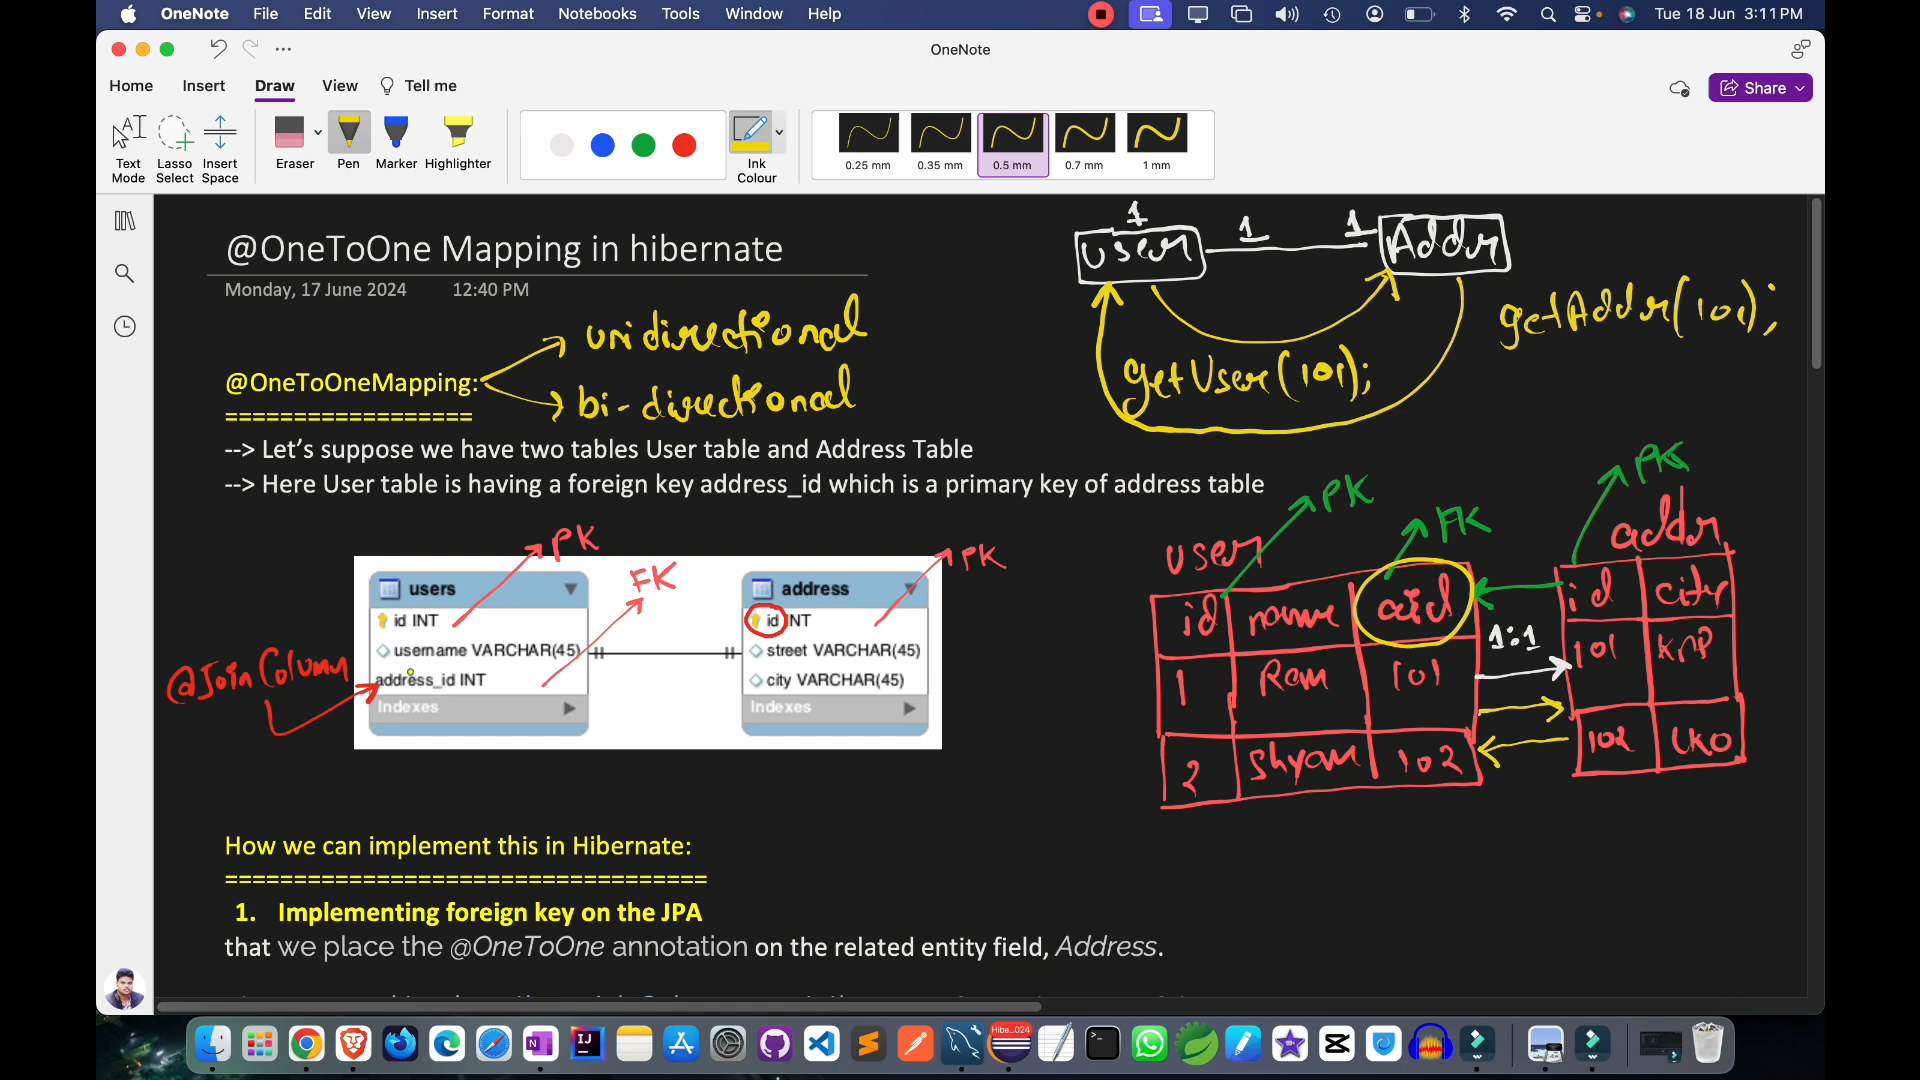 OneNote File Edit View Insert Format Notebooks Tools Window Help Tue 18 Jun 3:11 PM
OneNote
Home Insert Draw View Tell me Share
Text Mode
Lasso Select
Insert Space
Eraser
Pen
Marker
Highlighter
Ink Colour
0.25 mm 0.35 mm 0.5 mm 0.7 mm 1 mm
@OneToOne Mapping in hibernate
Monday, 17 June 2024 12:40 PM
1
User 1 1 Addr
getAddr(101);
getUser(101);
unidirectional
@OneToOneMapping:
bi-directional
==================
--> Let's suppose we have two tables User table and Address Table
--> Here User table is having a foreign key address_id which is a primary key of address table
PK FK PK
users
id INT
username VARCHAR(45)
address_id INT
Indexes
@JoinColumn
address
id INT
street VARCHAR(45)
city VARCHAR(45)
Indexes
PK FK PK
user
id name aid
1 Ram 101
2 Shyam 102
1:1
addr
id city
101 KNP
102 LKO
How we can implement this in Hibernate:
===================================
1. Implementing foreign key on the JPA
that we place the @OneToOne annotation on the related entity field, Address.
Hibe...024